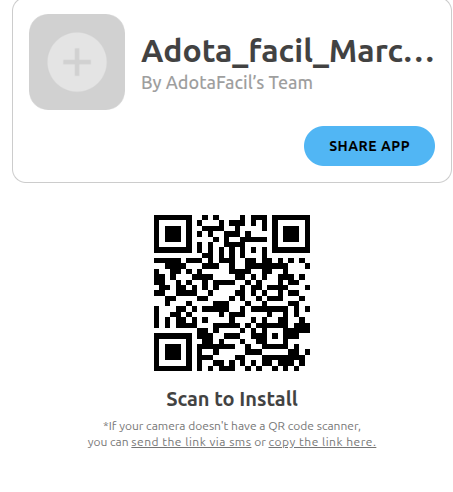 Adota_facil_Marc...
By AdotaFacil's Team
SHARE APP
Scan to Install
*If your camera doesn't have a QR code scanner,
you can send the link via sms or copy the link here.